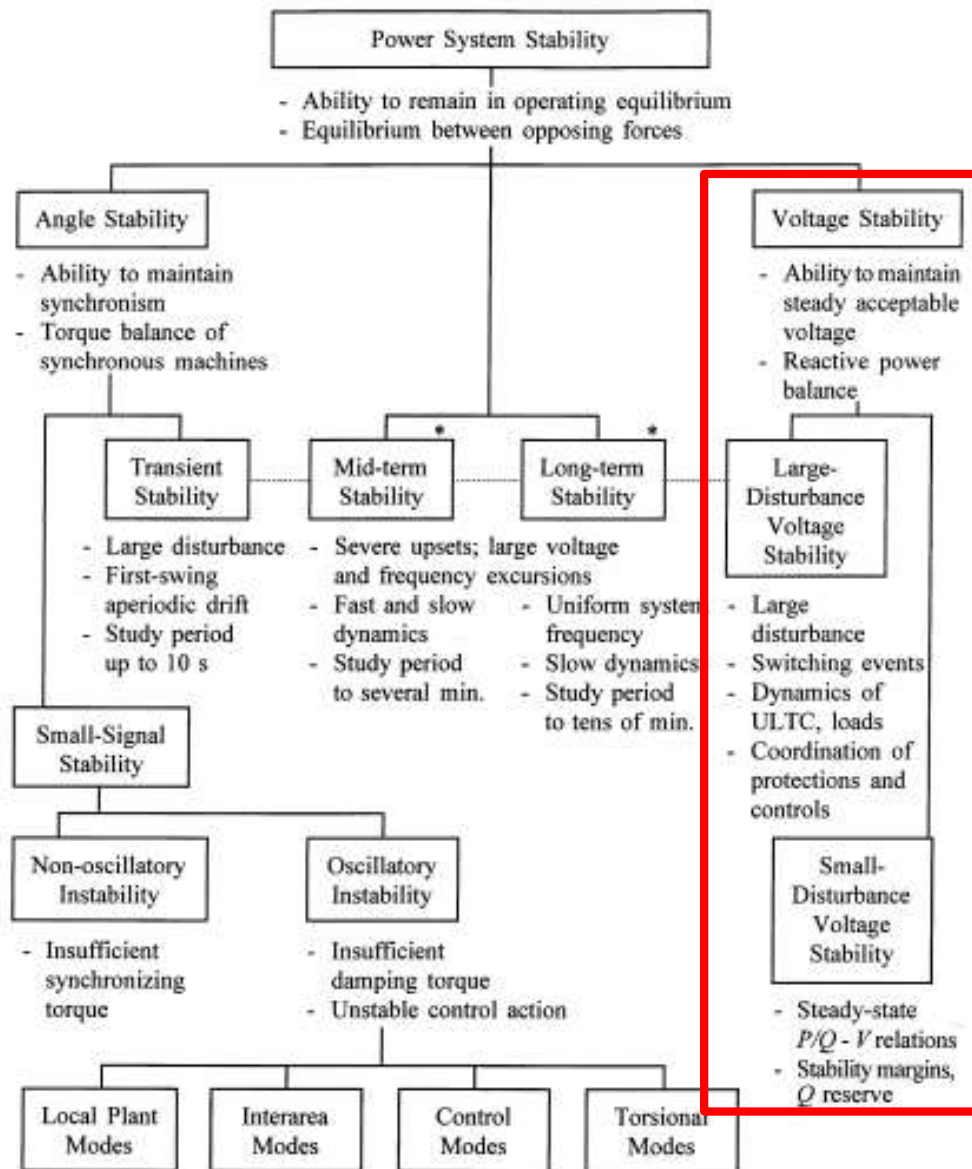 Power System Stability
- Ability to remain in operating equilibrium
- Equilibrium between opposing forces
Angle Stability
- Ability to maintain
synchronism
- Torque balance of
synchronous machines
Voltage Stability
- Ability to maintain
steady acceptable
voltage
- Reactive power
balance
Transient
Stability
*
Mid-term
Stability
*
Long-term
Stability
Large-
Disturbance
Voltage
Stability
- Large disturbance
- First-swing
aperiodic drift
- Study period
up to 10 s
- Severe upsets; large voltage
and frequency excursions
- Fast and slow
dynamics
- Study period
to several min.
- Uniform system
frequency
- Slow dynamics
- Study period
to tens of min.
- Large
disturbance
- Switching events
- Dynamics of
ULTC, loads
- Coordination of
protections and
controls
Small-Signal
Stability
Non-oscillatory
Instability
Oscillatory
Instability
Small-
Disturbance
Voltage
Stability
- Insufficient
synchronizing
torque
- Insufficient
damping torque
- Unstable control action
- Steady-state
P/Q - V relations
- Stability margins,
Q reserve
Local Plant
Modes
Interarea
Modes
Control
Modes
Torsional
Modes